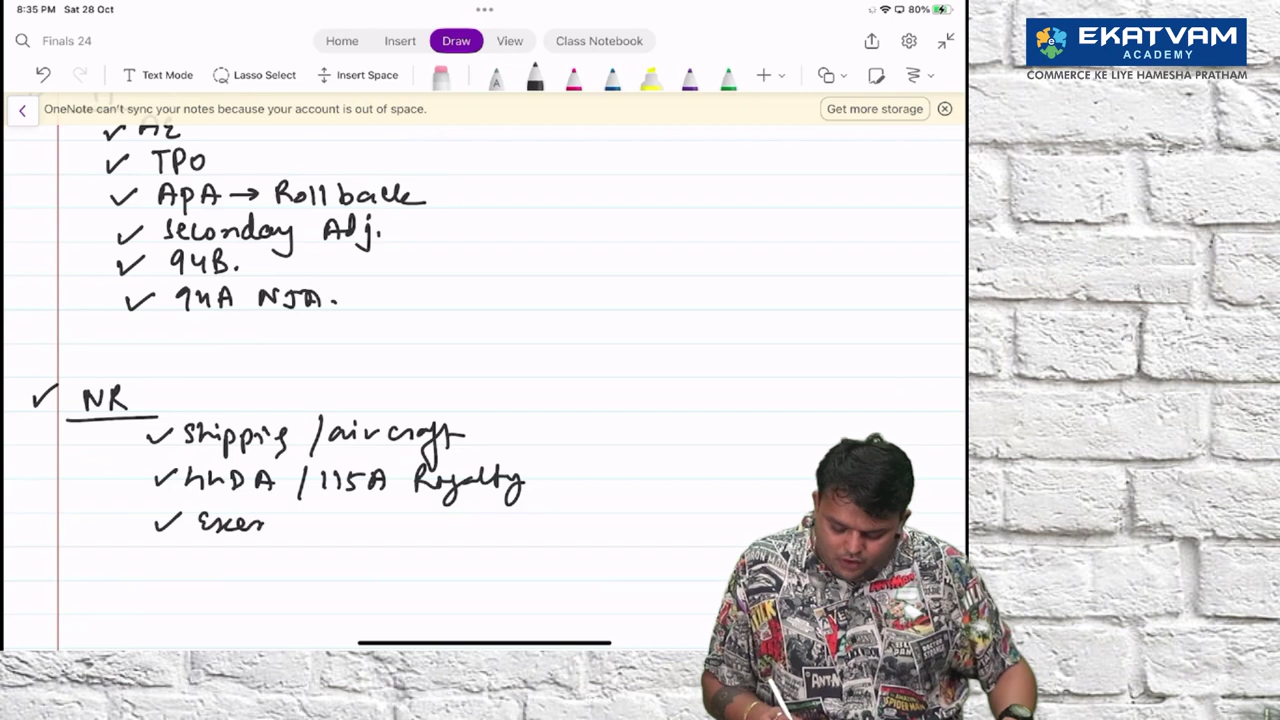 8:35 PM Sat 28 Oct
80%
Finals 24
Home Insert Draw View Class Notebook
Text Mode Lasso Select Insert Space
OneNote can't sync your notes because your account is out of space.
Get more storage
EKATVAM
ACADEMY
COMMERCE KE LIYE HAMESHA PRATHAM
✓ TPO
✓ APA → Rollback
✓ Seconday Adj.
✓ 94B.
✓ 94A NJA.
✓ NR
✓ Shipping / aircraft
✓ 44DA / 115A Royalty
✓ Exem